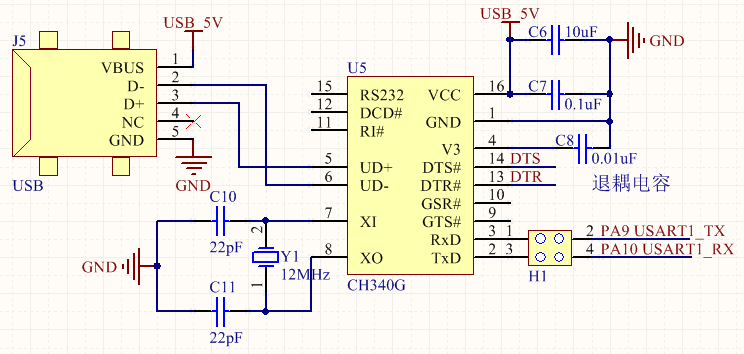 USB_5V
J5
VBUS 1
D- 2
D+ 3
NC 4
GND 5
USB
GND
USB_5V
C6 10uF
GND
C7
0.1uF
C8
0.01uF
退耦电容
U5
15 RS232
12 DCD#
11 RI#
5 UD+
6 UD-
7 XI
8 XO
VCC 16
GND 1
V3 4
DTS# 14 DTS
DTR# 13 DTR
GSR# 10
GTS# 9
RxD 3 1
TxD 2 3
CH340G
2 PA9 USART1_TX
4 PA10 USART1_RX
H1
C10
22pF
GND
2
Y1
12MHz
1
C11
22pF